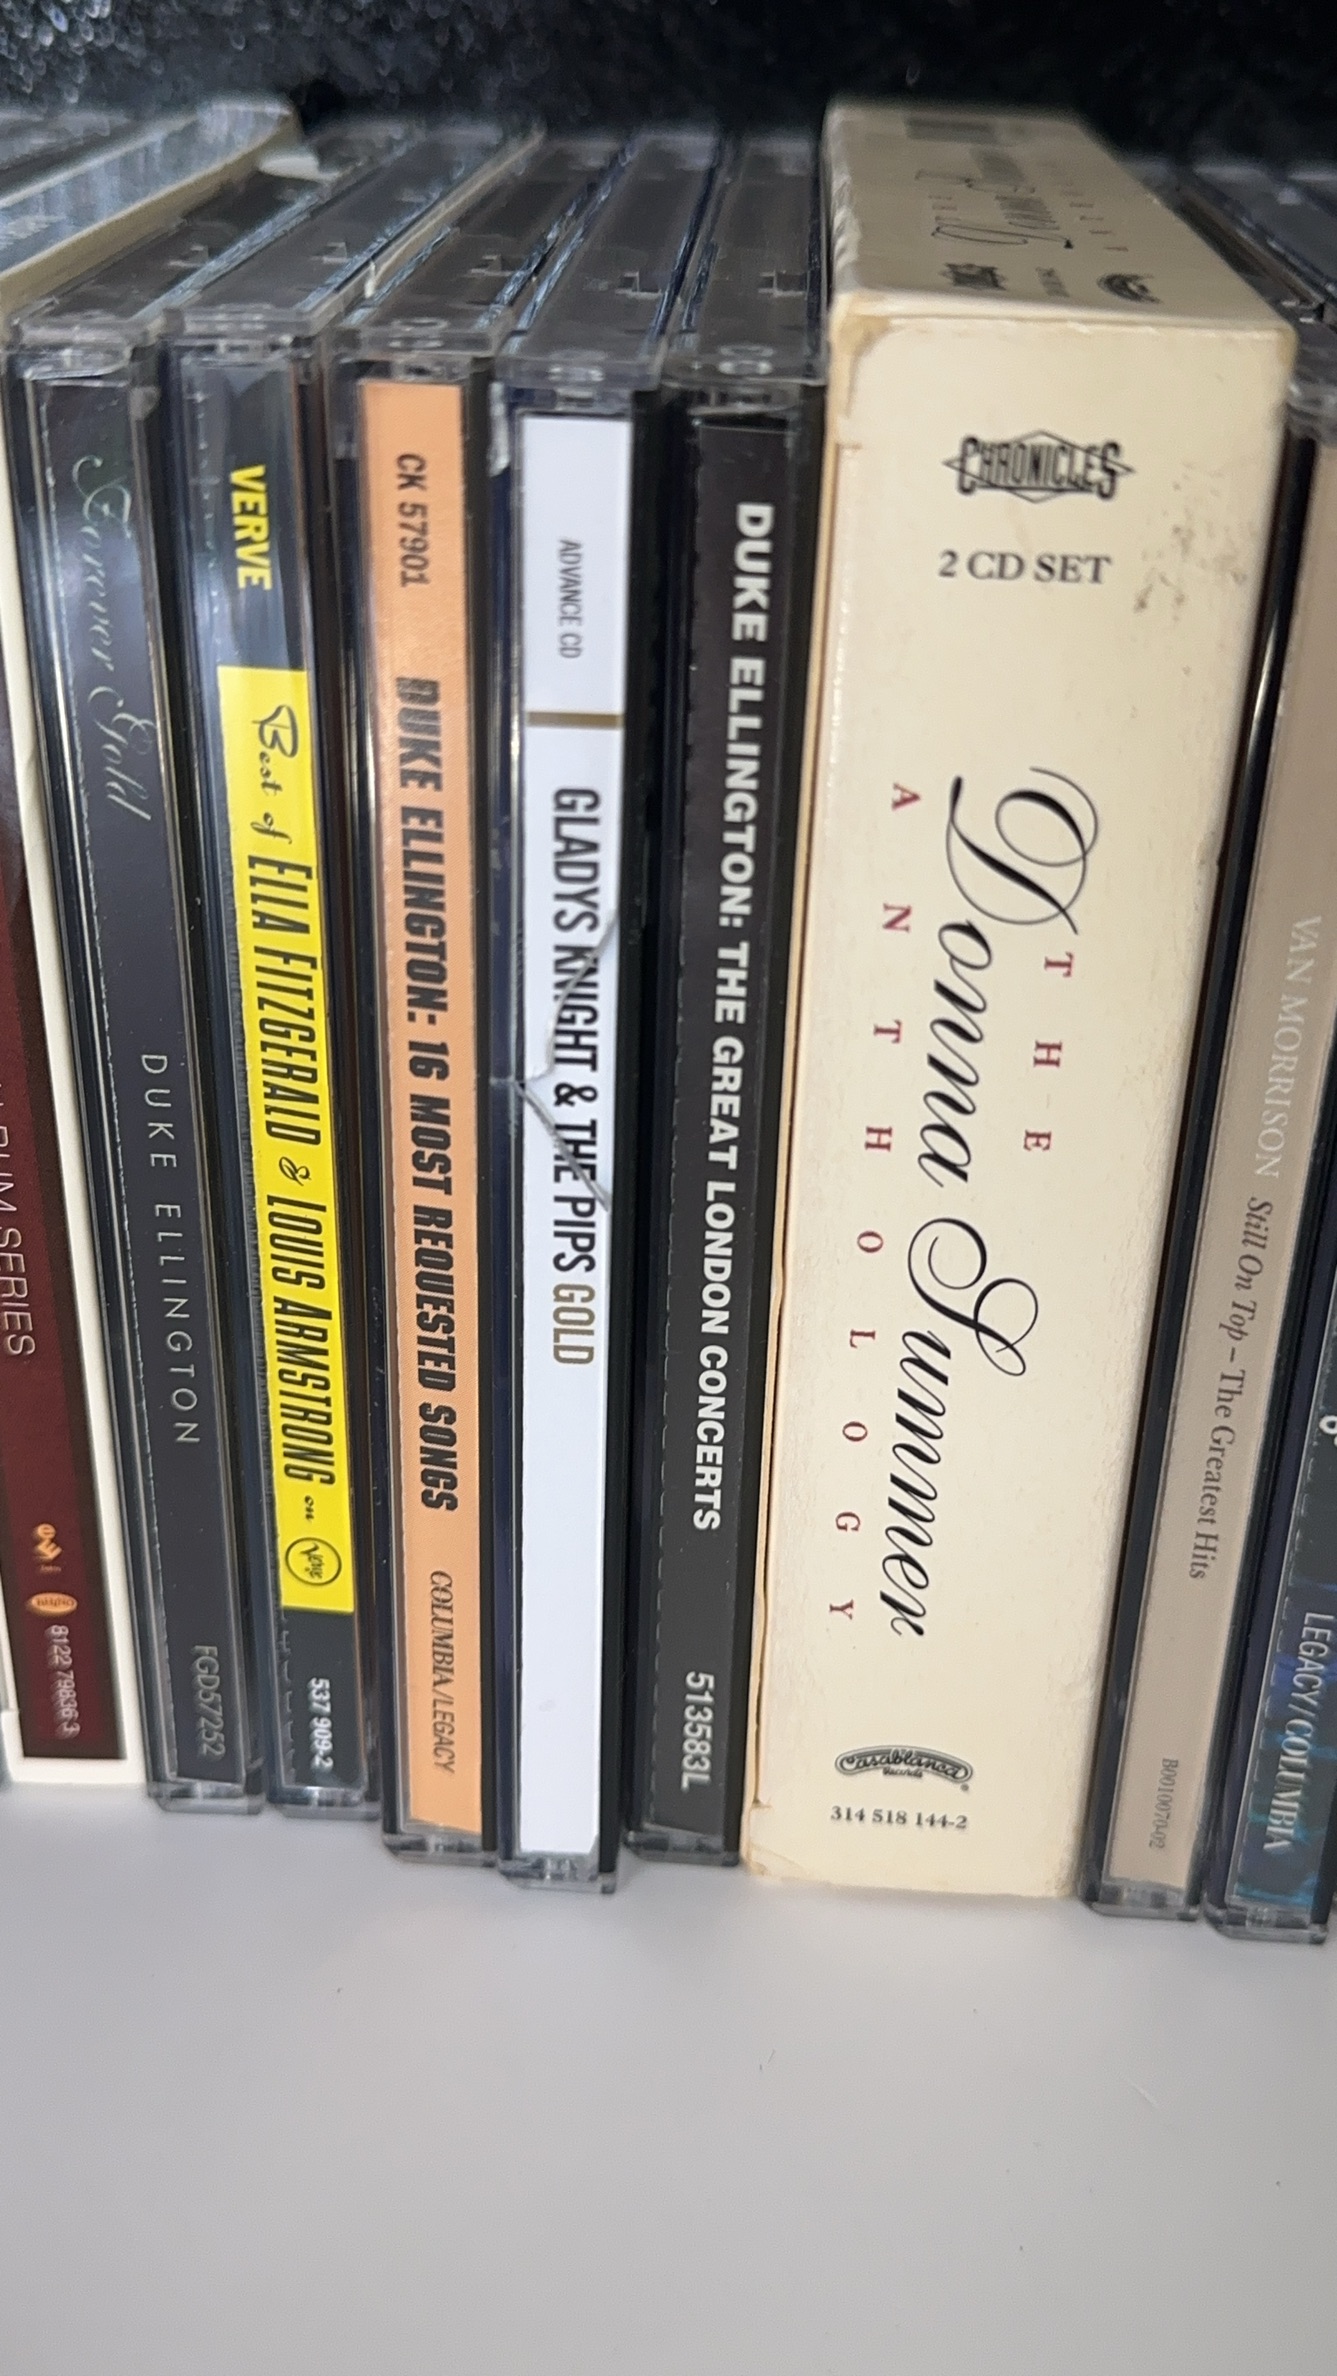 SERIES
8122 79836 3
Forever Gold
DUKE ELLINGTON
FGD57252
VERVE
Best of ELLA FITZGERALD & LOUIS ARMSTRONG on Verve
537 909-2
CK 57901
DUKE ELLINGTON: 16 MOST REQUESTED SONGS
COLUMBIA/LEGACY
ADVANCE CD
GLADYS KNIGHT & THE PIPS GOLD
DUKE ELLINGTON: THE GREAT LONDON CONCERTS
513583L
CHRONICLES
2 CD SET
THE
Donna Summer
ANTHOLOGY
Casablanca
Records
314 518 144-2
VAN MORRISON Still On Top – The Greatest Hits
B0010070-02
LEGACY/COLUMBIA